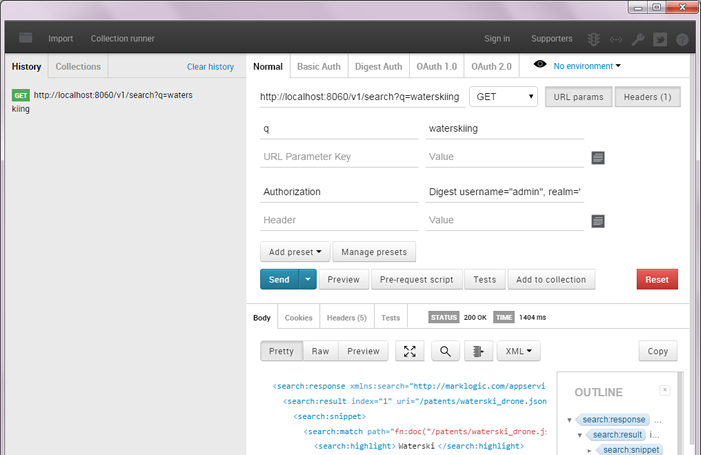 Import Collection runner Sign in Supporters
History Collections Clear history
GET http://localhost:8060/v1/search?q=waters
kiing
Normal Basic Auth Digest Auth OAuth 1.0 OAuth 2.0 No environment
http://localhost:8060/v1/search?q=waterskiing GET URL params Headers (1)
q waterskiing
URL Parameter Key Value
Authorization Digest username="admin", realm='
Header Value
Add preset Manage presets
Send Preview Pre-request script Tests Add to collection Reset
Body Cookies Headers (5) Tests STATUS 200 OK TIME 1404 ms
Pretty Raw Preview XML Copy
<search:response xmlns:search="http://marklogic.com/appservi
<search:result index="1" uri="/patents/waterski_drone.json
<search:snippet>
<search:match path="fn:doc("/patents/waterski_drone.js
<search:highlight> Waterski </search:highlight>
OUTLINE
search:response ...
search:result i...
search:snippet